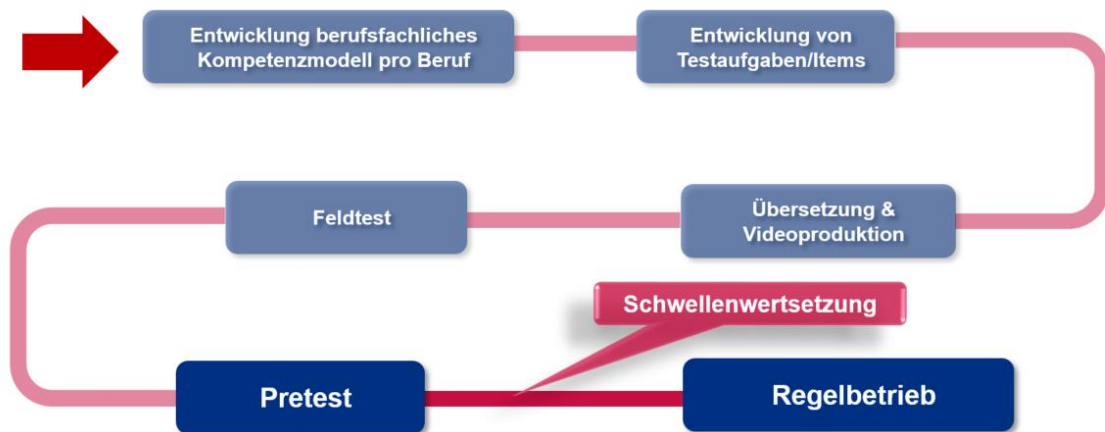 Entwicklung berufsfachliches
Kompetenzmodell pro Beruf
Entwicklung von
Testaufgaben/Items
Übersetzung &
Videoproduktion
Feldtest
Pretest
Schwellenwertsetzung
Regelbetrieb